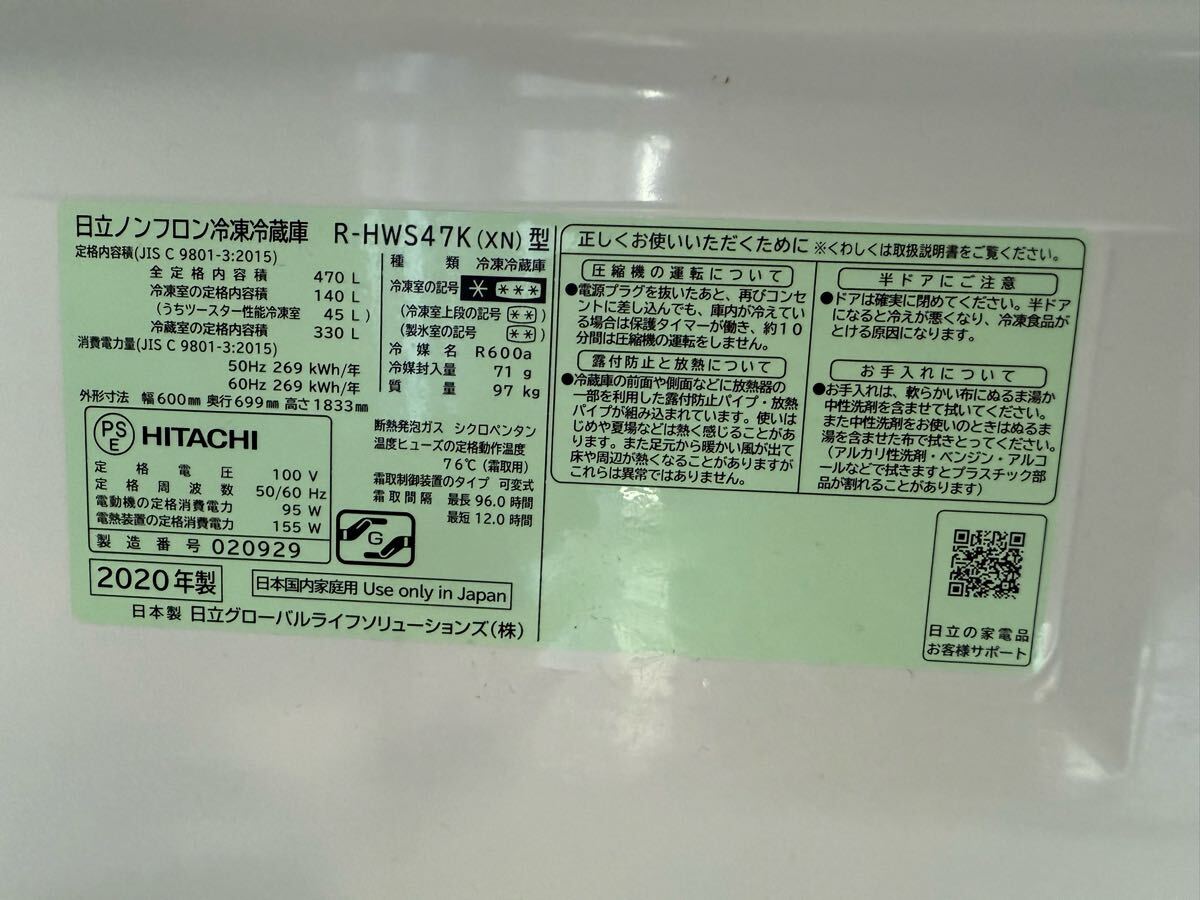 日立ノンフロン冷凍冷蔵庫 R-HWS47K(XN)型
定格内容積(JIS C 9801-3:2015)
全定格内容積 470 L
冷凍室の定格内容積 140 L
(うちツースター性能冷凍室 45 L)
冷蔵室の定格内容積 330 L
消費電力量(JIS C 9801-3:2015)
50Hz 269 kWh/年
60Hz 269 kWh/年
外形寸法 幅600mm 奥行699mm 高さ1833mm
種類 冷凍冷蔵庫
冷凍室の記号 * ***
(冷凍室上段の記号 **)
(製氷室の記号 **)
冷媒名 R600a
冷媒封入量 71 g
質量 97 kg
PSE HITACHI
定格電圧 100 V
定格周波数 50/60 Hz
電動機の定格消費電力 95 W
電熱装置の定格消費電力 155 W
製造番号 020929
断熱発泡ガス シクロペンタン
温度ヒューズの定格動作温度
76℃(霜取用)
霜取制御装置のタイプ 可変式
霜取間隔 最長 96.0 時間
最短 12.0 時間
G
2020年製
日本国内家庭用 Use only in Japan
日本製 日立グローバルライフソリューションズ(株)
正しくお使いいただくために ※くわしくは取扱説明書をご覧ください。
圧縮機の運転について
●電源プラグを抜いたあと、再びコンセ
ントに差し込んでも、庫内が冷えてい
る場合は保護タイマーが働き、約10
分間は圧縮機の運転をしません。
露付防止と放熱について
●冷蔵庫の前面や側面などに放熱器の
一部を利用した露付防止パイプ・放熱
パイプが組み込まれています。使いは
じめや夏場などは熱く感じることがあ
ります。また足元から暖かい風が出て
床や周辺が熱くなることがありますが
これらは異常ではありません。
半ドアにご注意
●ドアは確実に閉めてください。半ドア
になると冷えが悪くなり、冷凍食品が
とける原因になります。
お手入れについて
●お手入れは、軟らかい布にぬるま湯か
中性洗剤を含ませて拭いてください。
また中性洗剤をお使いのときはぬるま
湯を含ませた布で拭きとってください。
(アルカリ性洗剤・ベンジン・アルコ
ールなどで拭きますとプラスチック部
品が割れることがあります)
日立の家電品
お客様サポート